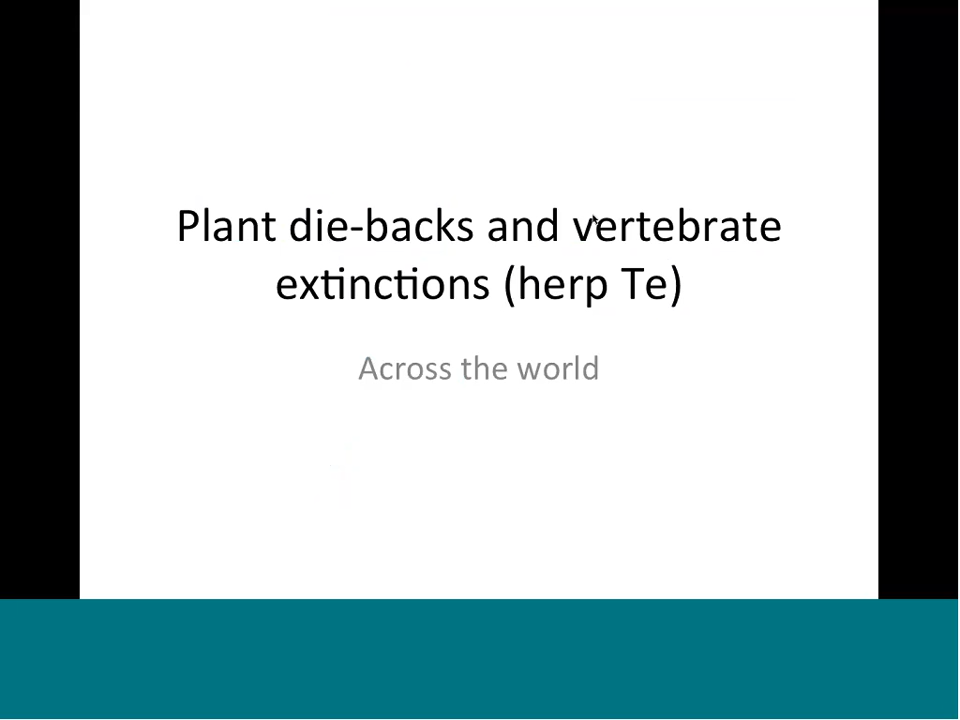 Plant die-backs and vertebrate
extinctions (herp Te)
Across the world